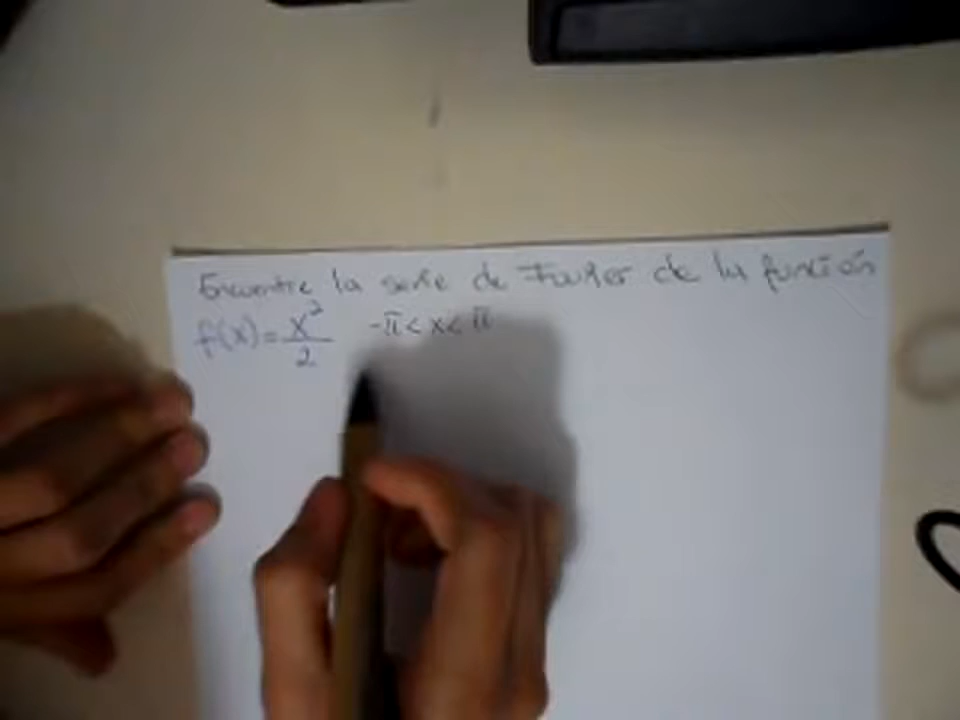 Encuentre la serie de Fourier de la función
f(x) = x²/2 -π < x < π